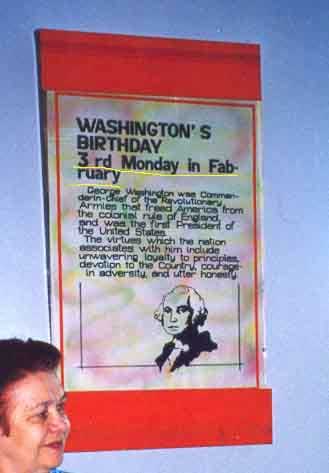 WASHINGTON'S
BIRTHDAY
3 rd Monday in Fab-
ruary
George Washington was Comman-
derin-chief of the Revolutionary
Armies that freed America from
the colonial rule of England,
and was the first President of
the United States.
The virtues which the nation
associates with him include
unwavering loyalty to principles,
devotion to the Country, courage-
in adversity, and utter honesty.